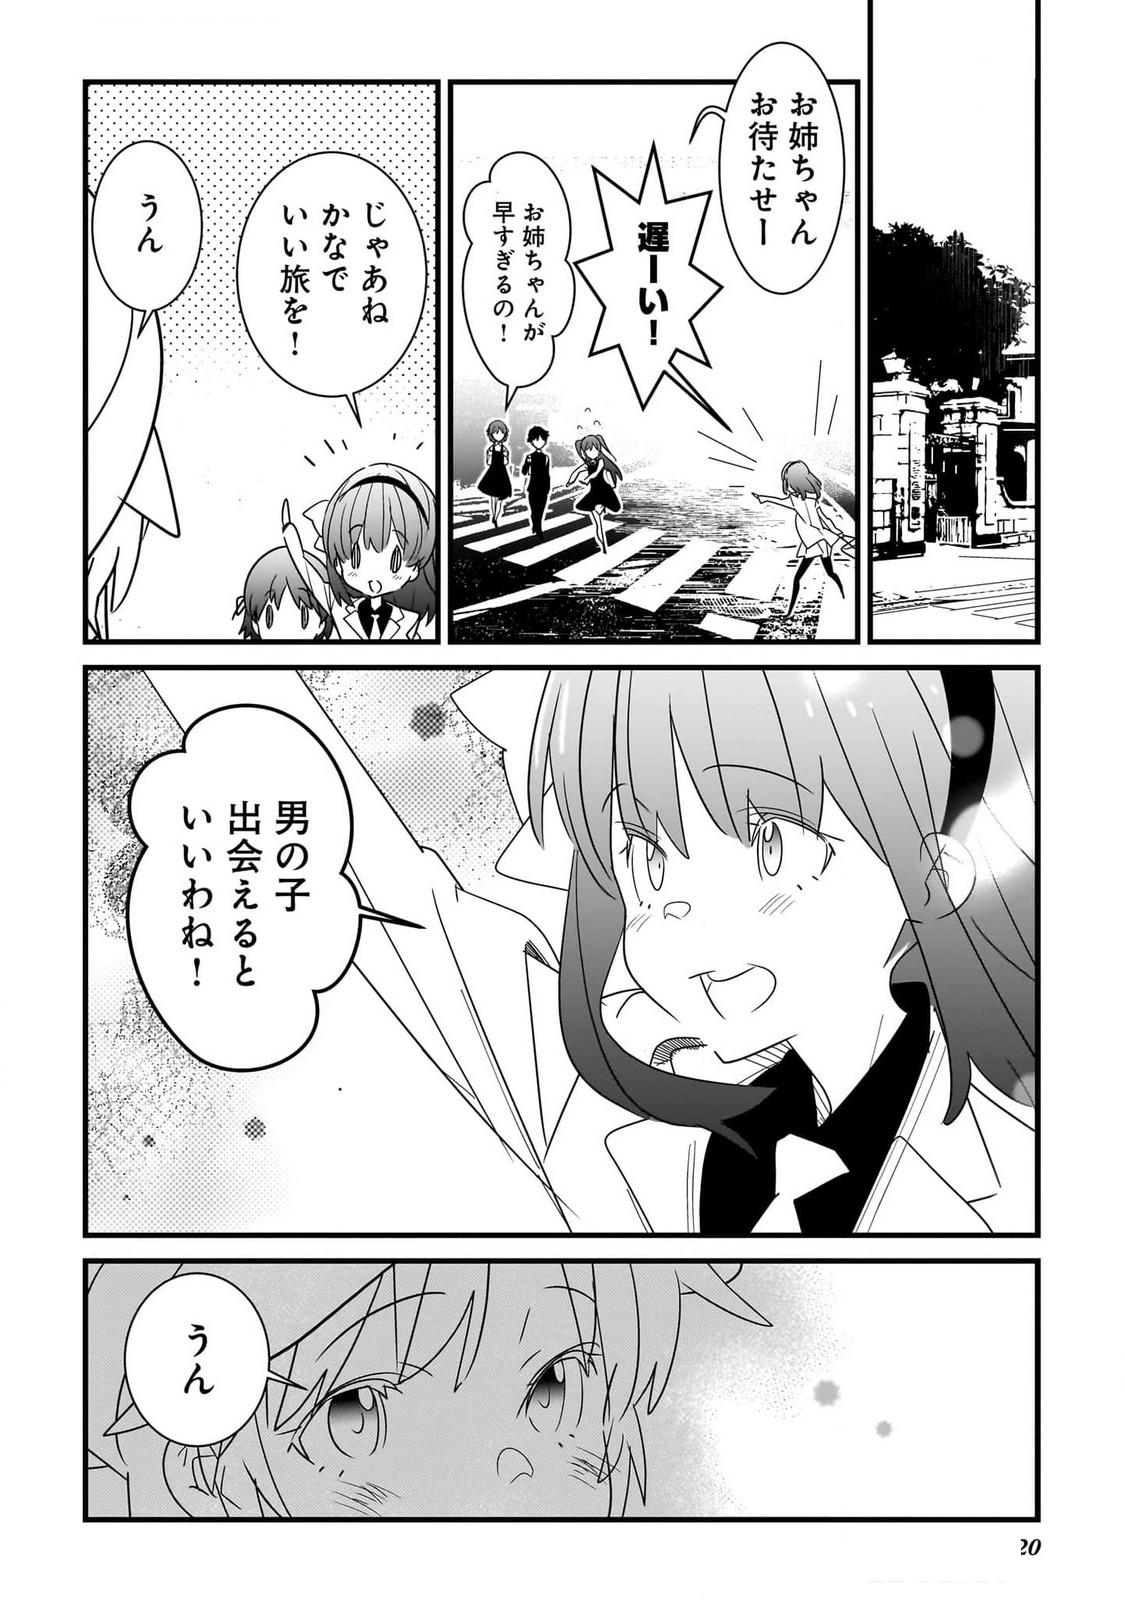 お姉ちゃん
お待たせー
遅ーい！
お姉ちゃんが
早すぎるの！
じゃあね
かなで
いい旅を！
うん
男の子
出会えると
いいわね！
うん
20